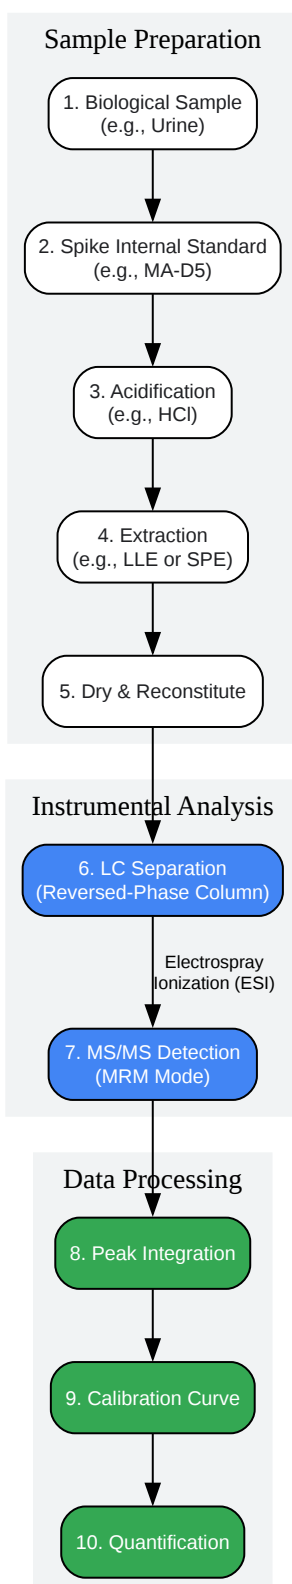 Sample Preparation
1. Biological Sample
(e.g., Urine)
2. Spike Internal Standard
(e.g., MA-D5)
3. Acidification
(e.g., HCl)
4. Extraction
(e.g., LLE or SPE)
5. Dry & Reconstitute
Instrumental Analysis
6. LC Separation
(Reversed-Phase Column)
Electrospray
Ionization (ESI)
7. MS/MS Detection
(MRM Mode)
Data Processing
8. Peak Integration
9. Calibration Curve
10. Quantification